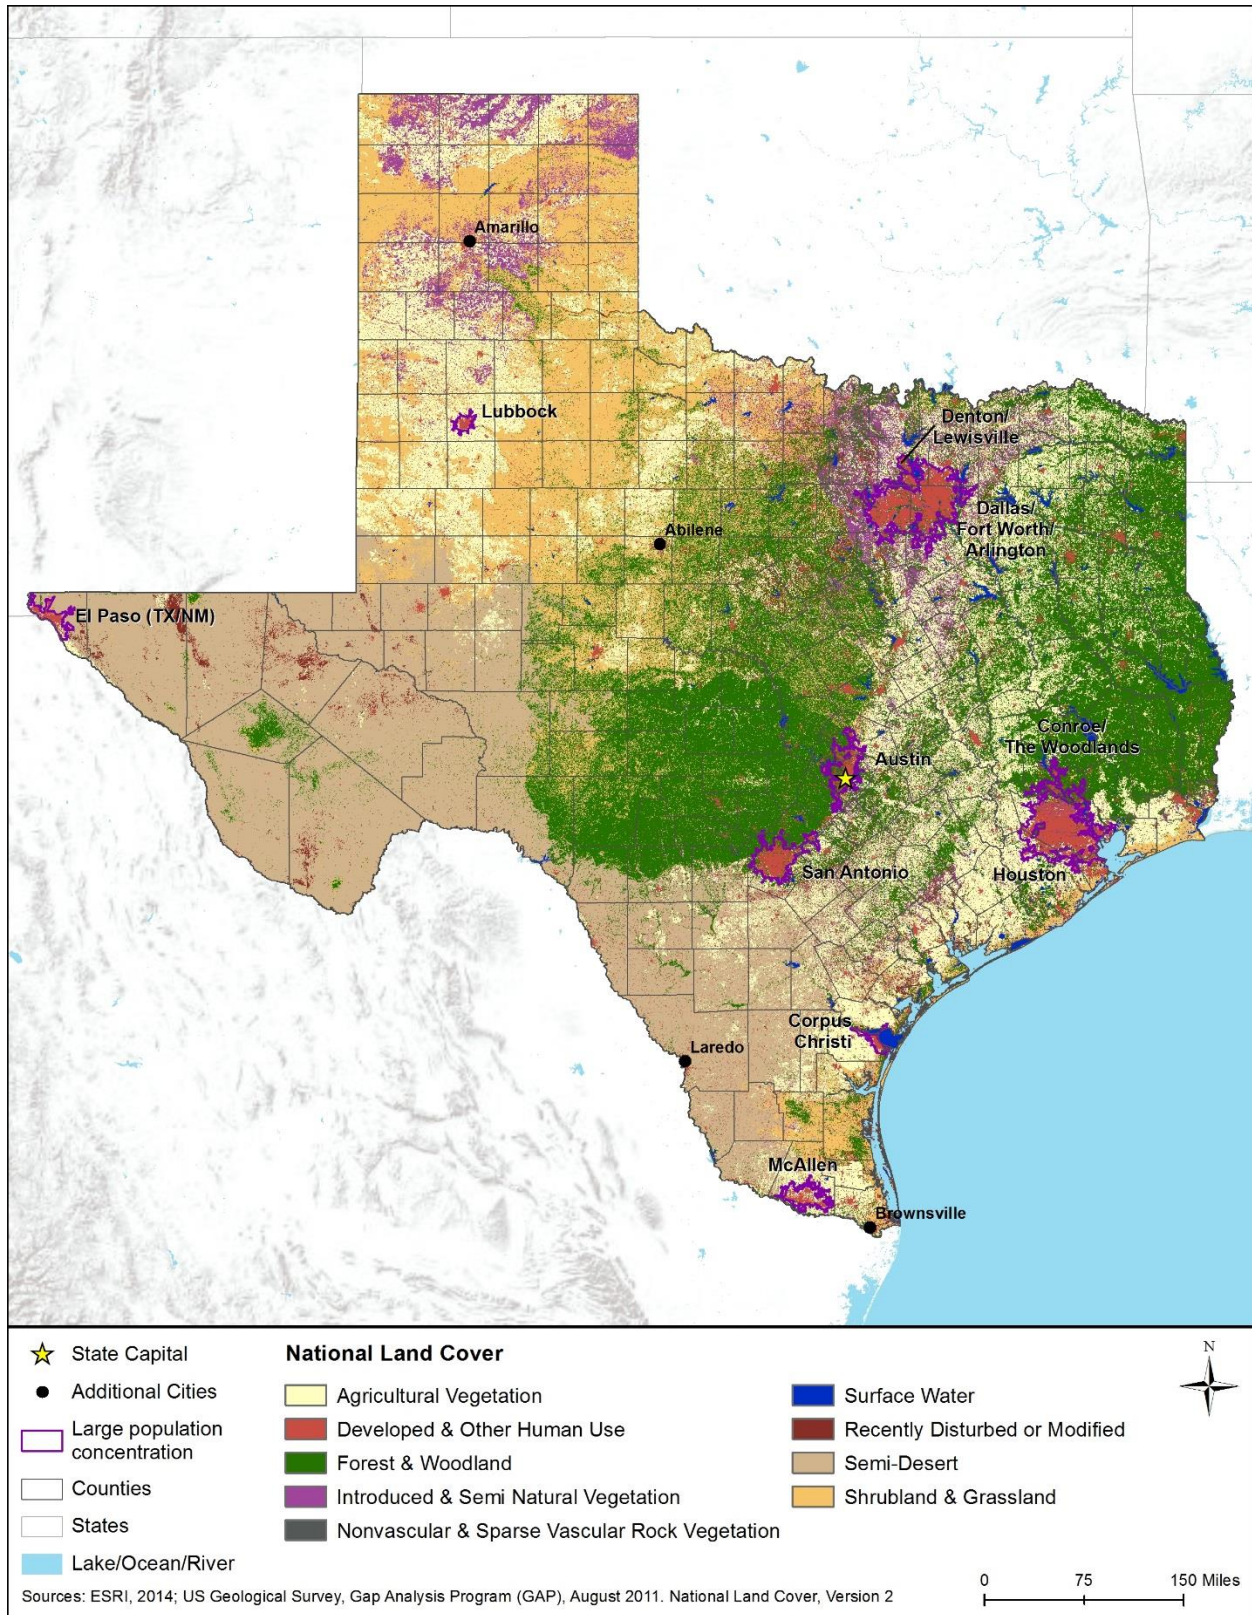 Amarillo
Lubbock
Denton/
Lewisville
Dallas/
Fort Worth/
Arlington
Abilene
El Paso (TX/NM)
Conroe/
The Woodlands
Austin
San Antonio
Houston
Corpus
Christi
Laredo
McAllen
Brownsville
State Capital
Additional Cities
Large population
concentration
Counties
States
Lake/Ocean/River
National Land Cover
Agricultural Vegetation
Developed & Other Human Use
Forest & Woodland
Introduced & Semi Natural Vegetation
Nonvascular & Sparse Vascular Rock Vegetation
Surface Water
Recently Disturbed or Modified
Semi-Desert
Shrubland & Grassland
N
0 75 150 Miles
Sources: ESRI, 2014; US Geological Survey, Gap Analysis Program (GAP), August 2011. National Land Cover, Version 2